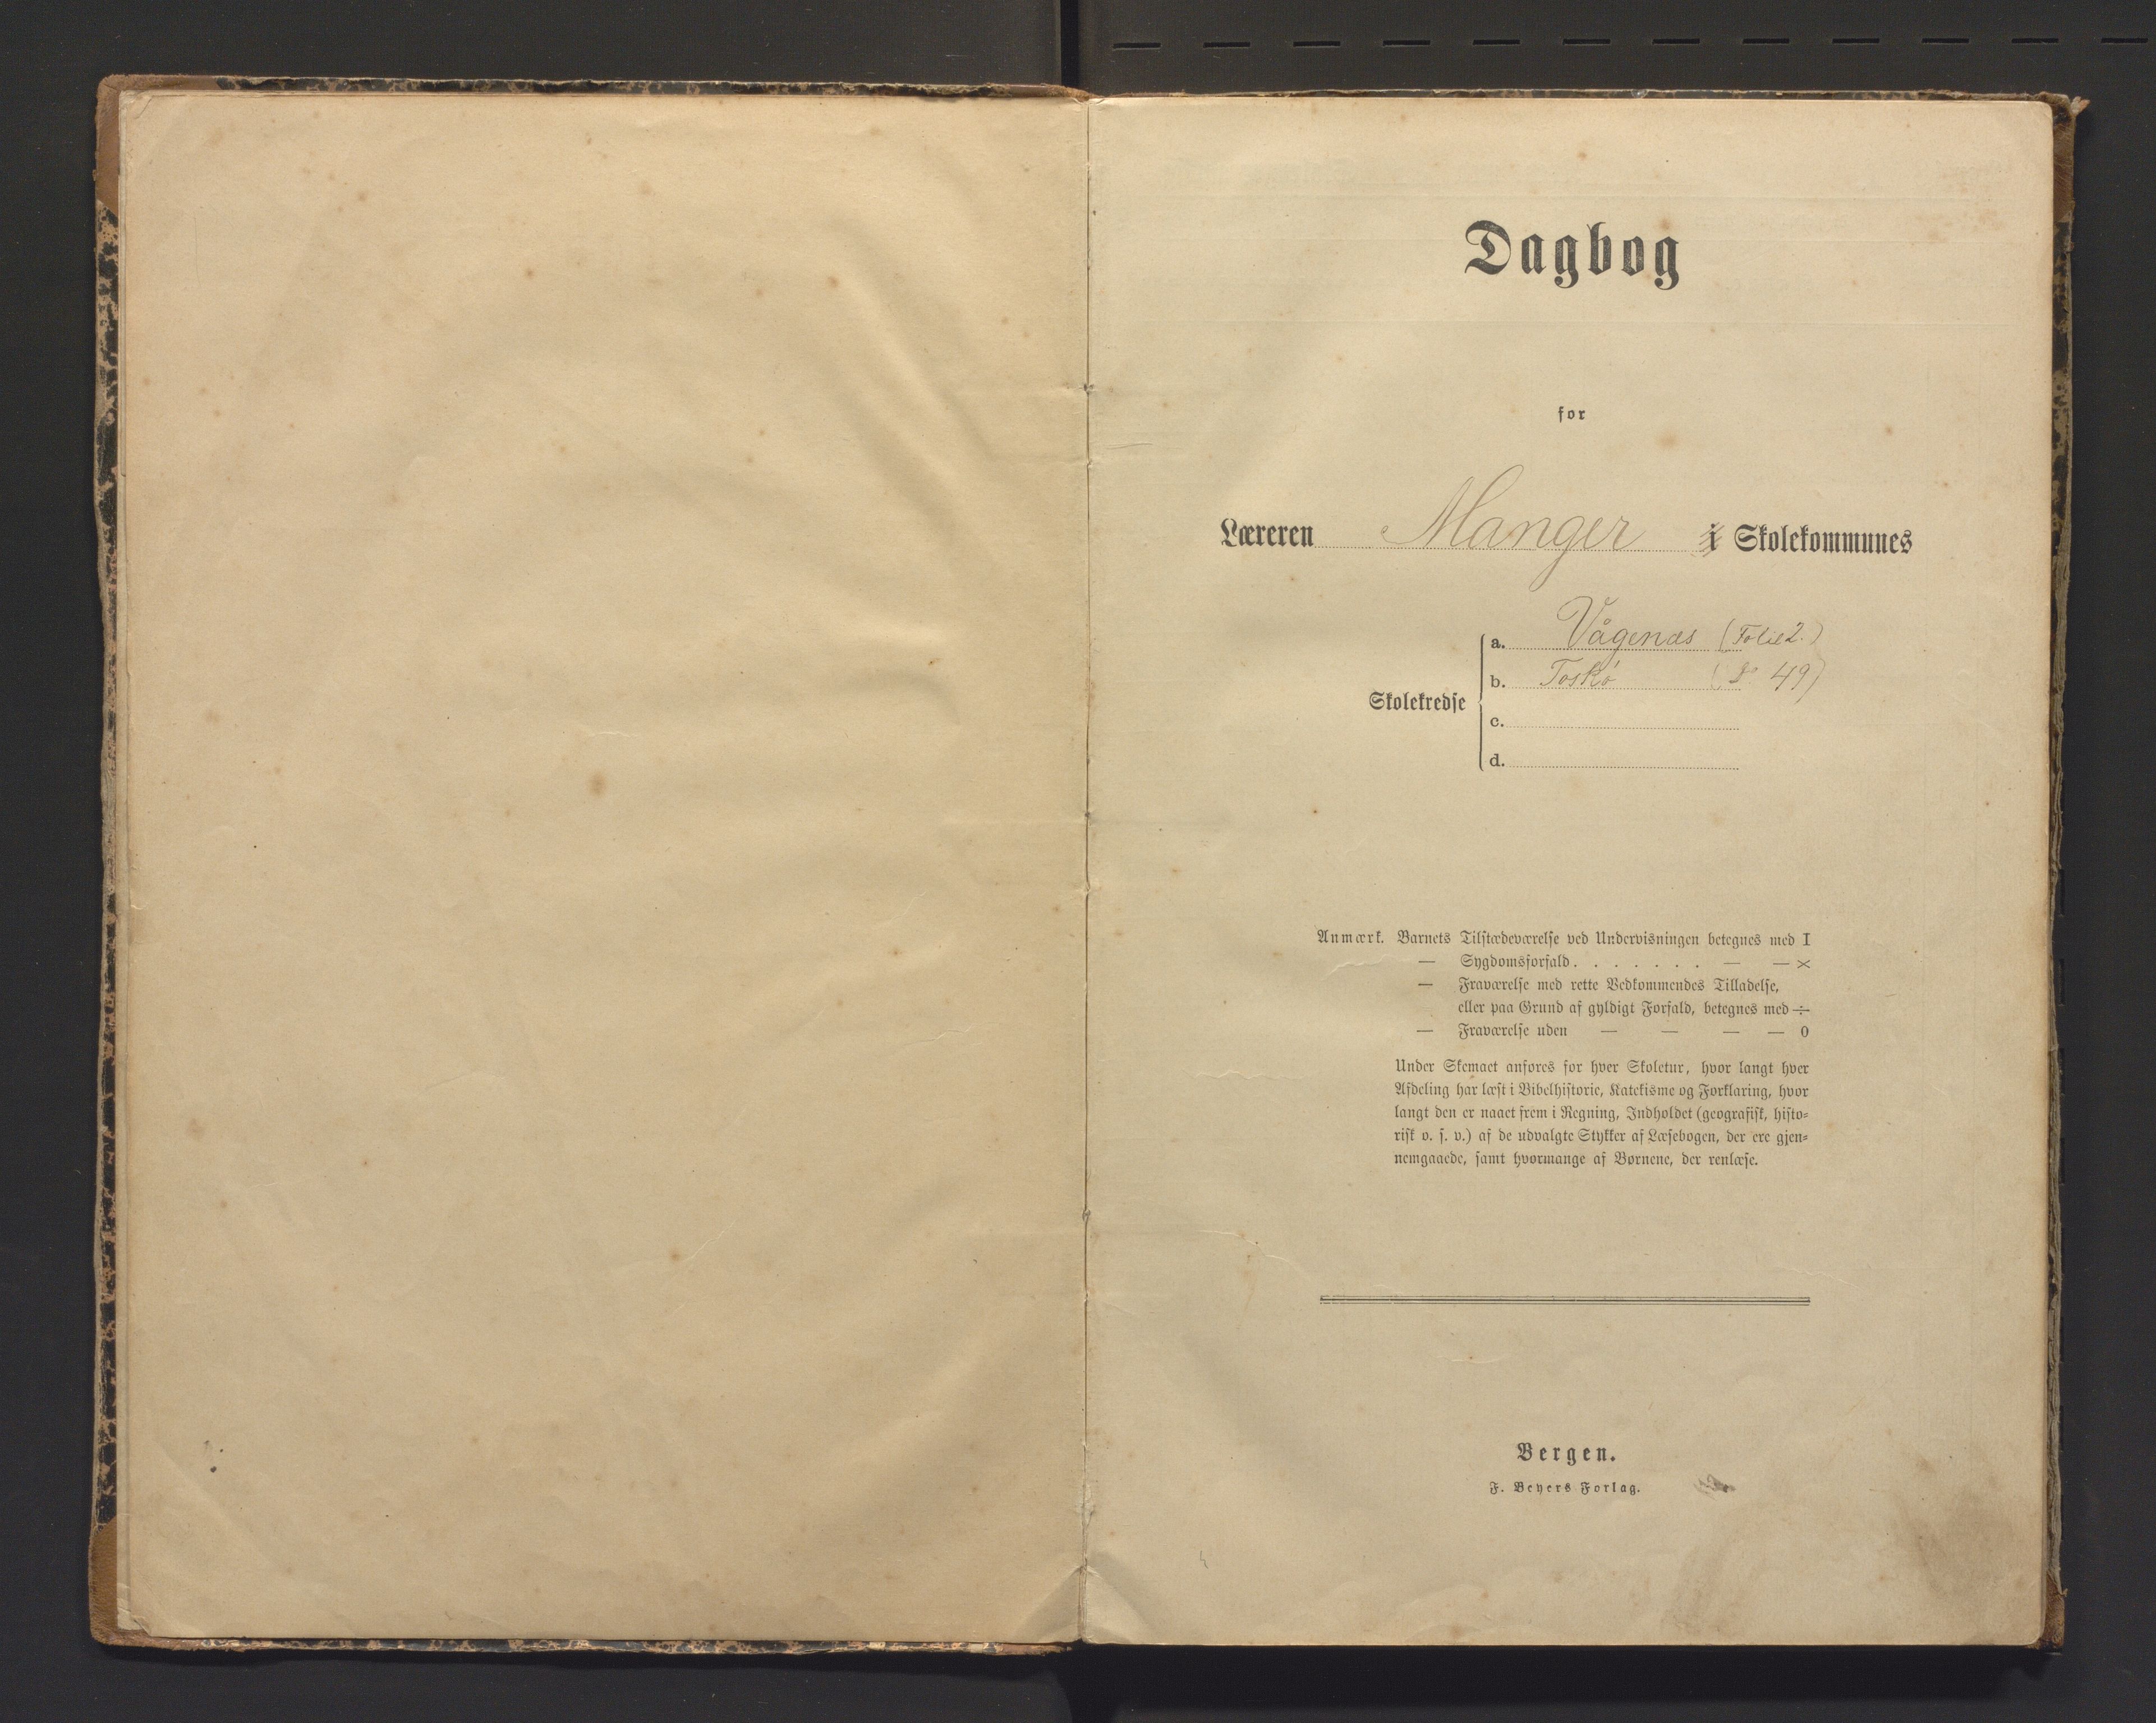 Dagbog
for
Læreren Manger i Skolekommunes
Skolekredse
a. Vågenæs (Folie 2.)
b. Toskø (do 49)
c.
d.
Anmærk. Barnets Tilstædeværelse ved Undervisningen betegnes med I
— Sygdomsforfald . . . . . . . — — ×
— Fraværelse med rette Vedkommendes Tilladelse,
eller paa Grund af gyldigt Forfald, betegnes med ÷
— Fraværelse uden — — — — 0
Under Skemaet anføres for hver Skoletur, hvor langt hver
Afdeling har læst i Bibelhistorie, Katekisme og Forklaring, hvor
langt den er naaet frem i Regning, Indholdet (geografisk, histo-
risk o. s. v.) af de udvalgte Stykker af Læsebogen, der ere gjen-
nemgaaede, samt hvormange af Børnene, der renlæse.
Bergen.
F. Beyers Forlag.